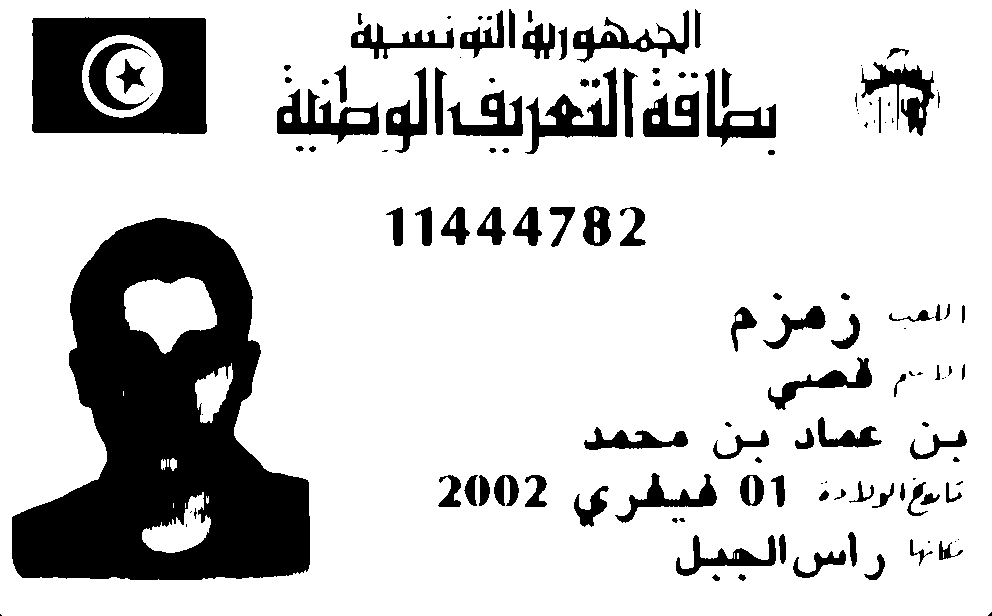 الجمهورية التونسية
بطاقة التعريف الوطنية
11444782
اللقب زمزم
الاسم قصي
بن عماد بن محمد
تاريخ الولادة 01 فيفري 2002
مكانها رأس الجبل